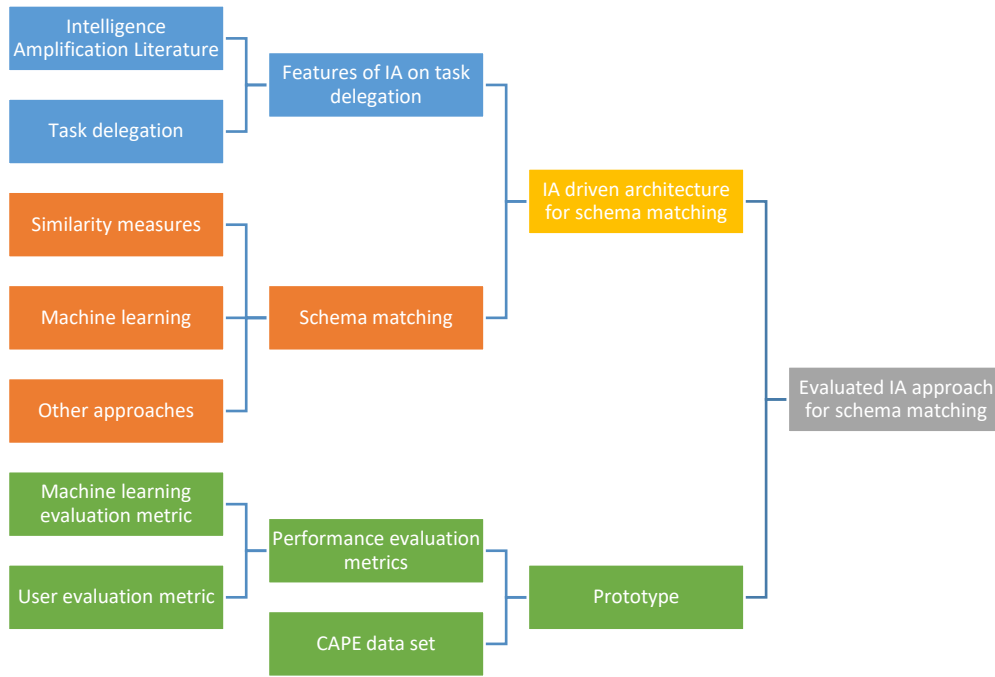 Intelligence
Amplification Literature
Task delegation
Features of IA on task
delegation
Similarity measures
Machine learning
Other approaches
Schema matching
IA driven architecture
for schema matching
Machine learning
evaluation metric
User evaluation metric
Performance evaluation
metrics
CAPE data set
Prototype
Evaluated IA approach
for schema matching